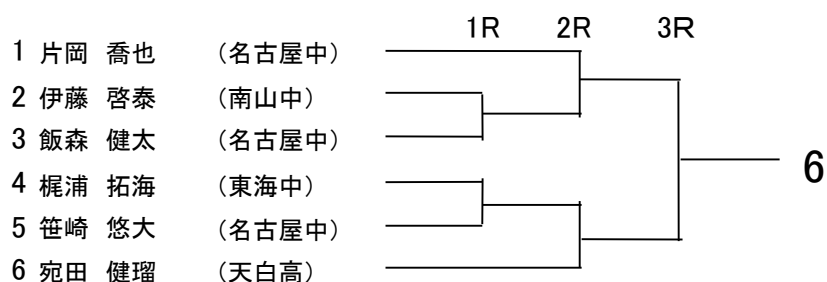 1R 2R 3R
1 片岡 喬也 (名古屋中)
2 伊藤 啓泰 (南山中)
3 飯森 健太 (名古屋中)
4 梶浦 拓海 (東海中)
5 笹崎 悠大 (名古屋中)
6 宛田 健瑠 (天白高)
6